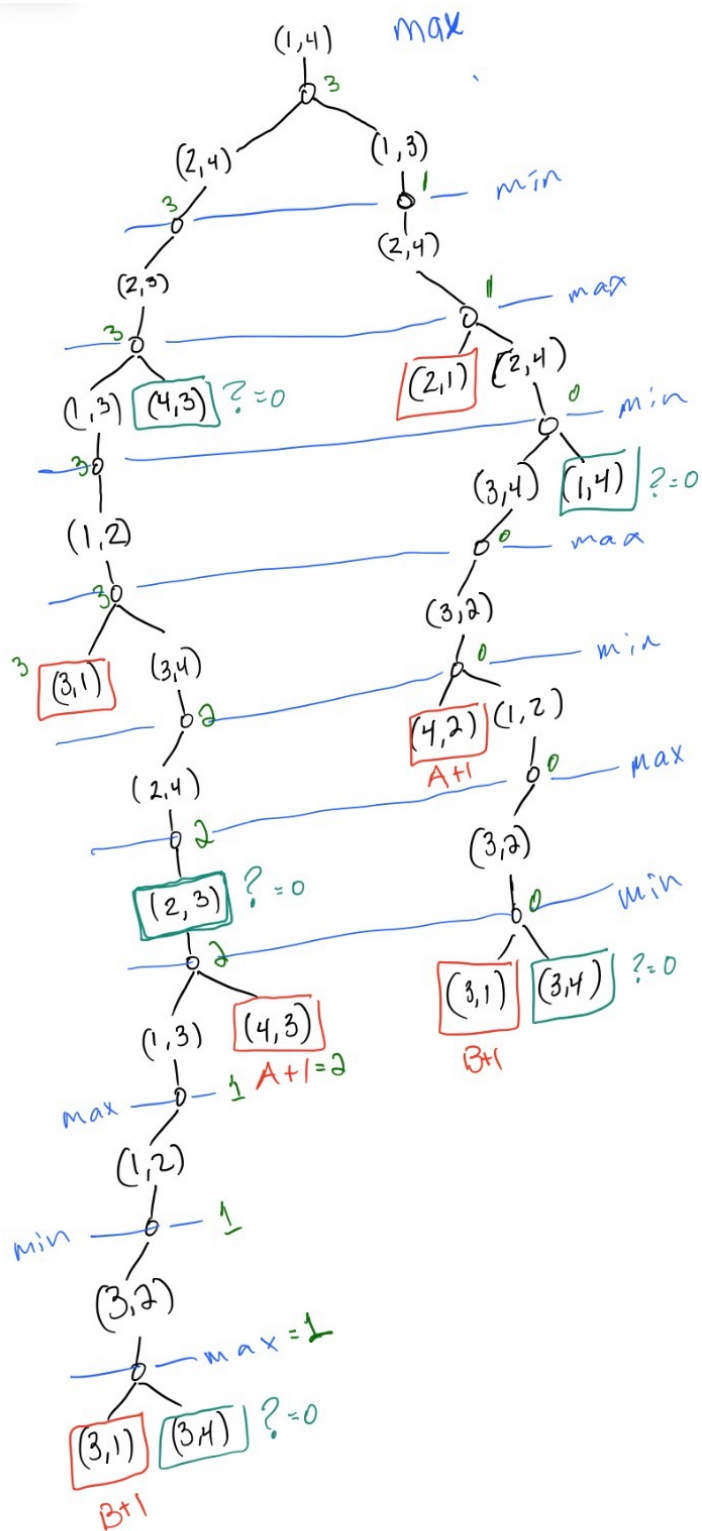 (1,4) max
3
(2,4) (1,3)
3 1 min
(2,4)
(2,3)
1 max
3
(2,1) (2,4)
(1,3) (4,3) ?=0
0 min
3
(3,4) (1,4) ?=0
(1,2)
0 max
3
(3,2)
3 (3,1) (3,4)
0 min
2
(4,2) (1,2)
A+1
(2,4)
0 max
2
(3,2)
(2,3) ?=0
0 min
2
(3,1) (3,4) ?=0
(1,3) (4,3)
B+1
A+1=2
max 1
(1,2)
min 1
(3,2)
max=1
(3,1) (3,4) ?=0
B+1